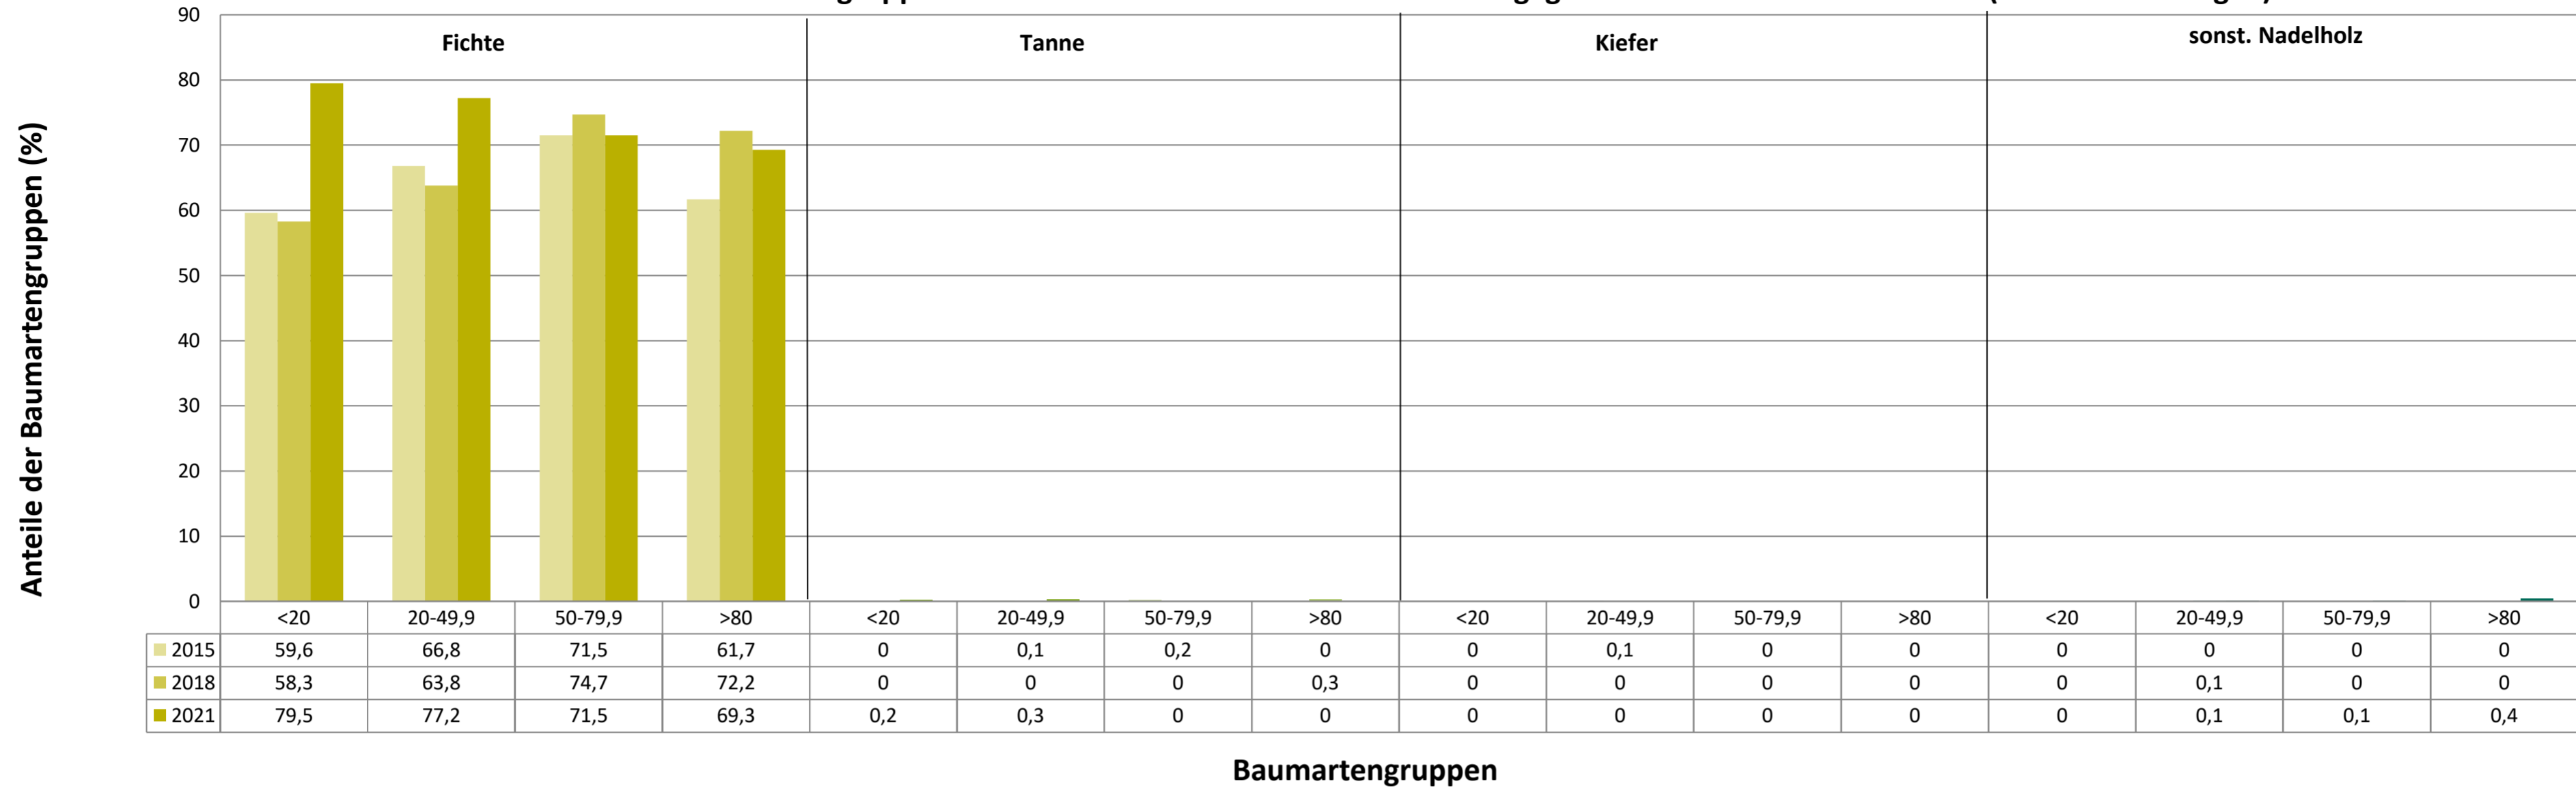 90
Fichte
Tanne
Kiefer
sonst. Nadelholz
80
70
60
50
40
30
20
10
0
Anteile der Baumartengruppen (%)
<20 20-49,9 50-79,9 >80 <20 20-49,9 50-79,9 >80 <20 20-49,9 50-79,9 >80 <20 20-49,9 50-79,9 >80
2015 59,6 66,8 71,5 61,7 0 0,1 0,2 0 0 0,1 0 0 0 0 0 0
2018 58,3 63,8 74,7 72,2 0 0 0 0,3 0 0 0 0 0 0,1 0 0
2021 79,5 77,2 71,5 69,3 0,2 0,3 0 0 0 0 0 0 0 0,1 0,1 0,4
Baumartengruppen